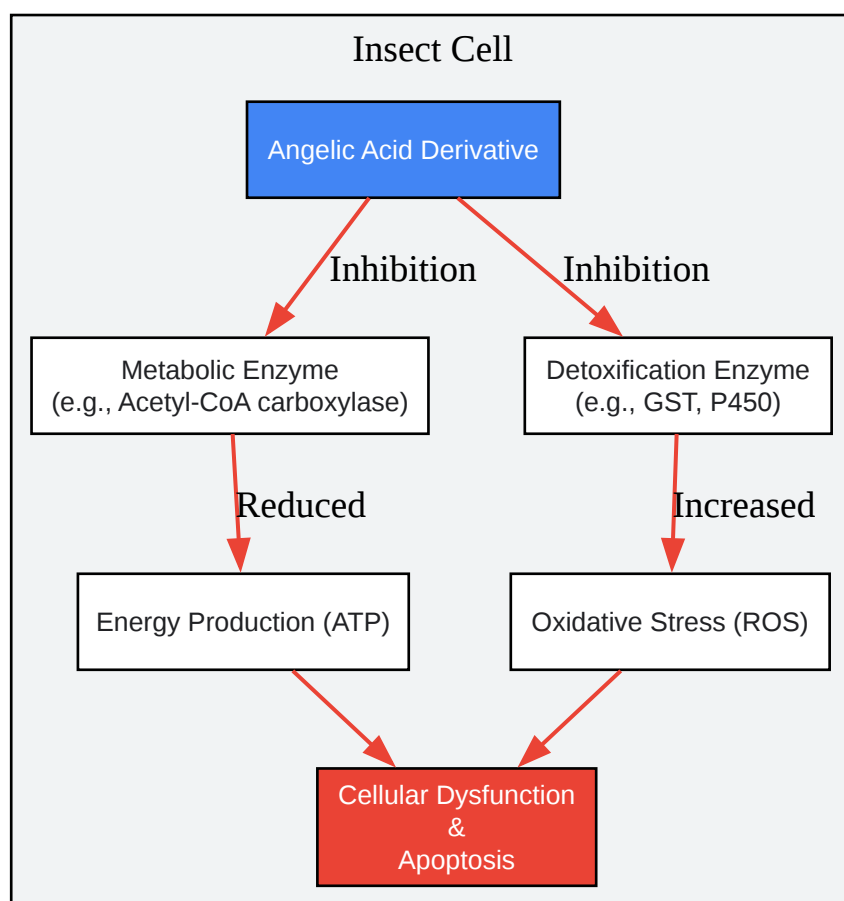 Insect Cell
Angelic Acid Derivative
Inhibition
Inhibition
Metabolic Enzyme
(e.g., Acetyl-CoA carboxylase)
Detoxification Enzyme
(e.g., GST, P450)
Reduced
Increased
Energy Production (ATP)
Oxidative Stress (ROS)
Cellular Dysfunction
&
Apoptosis